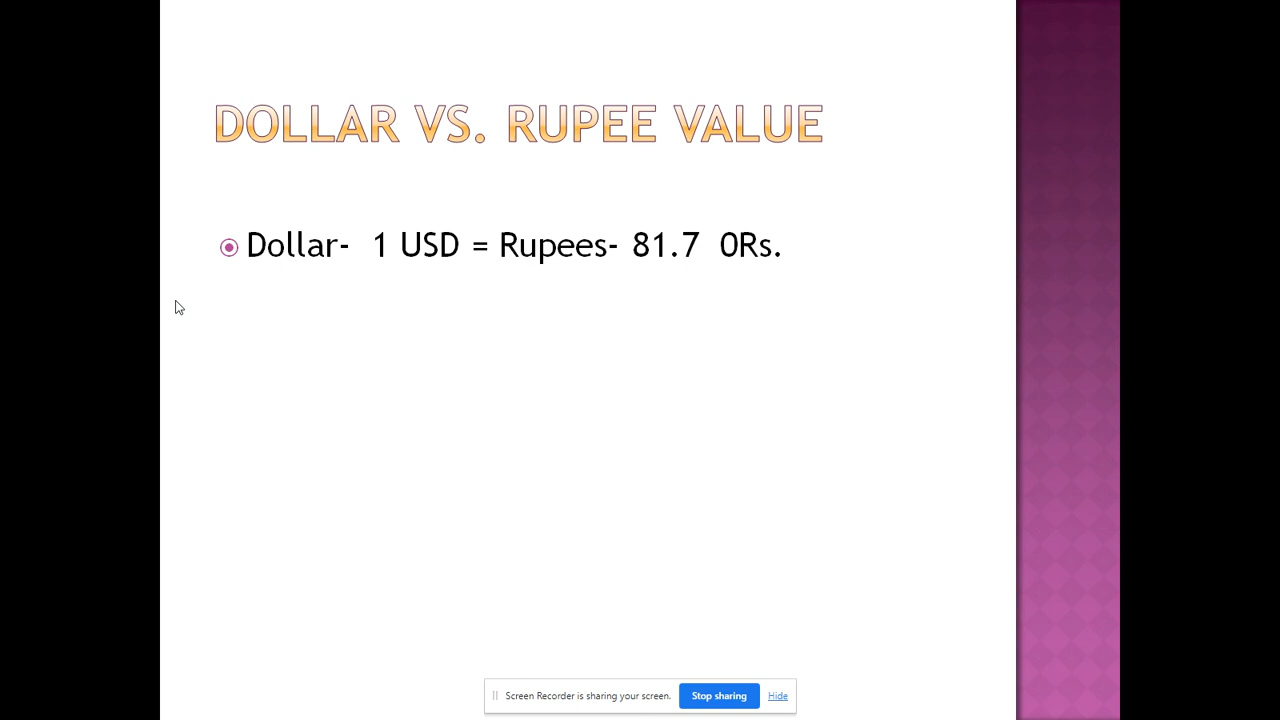 DOLLAR VS. RUPEE VALUE
Dollar-  1 USD = Rupees- 81.7  0Rs.
Screen Recorder is sharing your screen. Stop sharing Hide